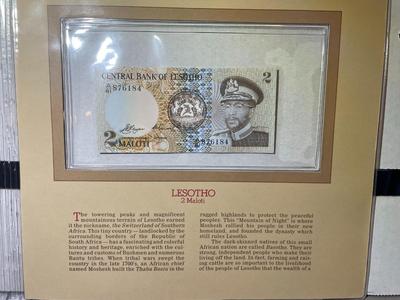 CENTRAL BANK OF LESOTHO
2
A/81 876184
A/81 876184
2
MALOTI
LESOTHO
2 Maloti
The towering peaks and magnificent
mountainous terrain of Lesotho earned
it the nickname, the Switzerland of Southern
Africa. This tiny country – landlocked by the
surrounding borders of the Republic of
South Africa – has a fascinating and colorful
history and heritage, enriched with the cul-
tures and customs of Bushmen and numerous
Bantu tribes. When tribal wars swept the
country in the late 1700s, an African chief
named Moshesh built the Thaba Bosiu in the
rugged highlands to protect the peaceful
peoples. This "Mountain of Night" is where
Moshesh rallied his people in their new
homeland, and founded the dynasty which
still rules Lesotho.
The dark-skinned natives of this small
African nation are called Basotho. They are
strong, independent people who make their
living off the land. In fact, farming and rais-
ing cattle are so important to the livelihood
of the people of Lesotho that the wealth of a